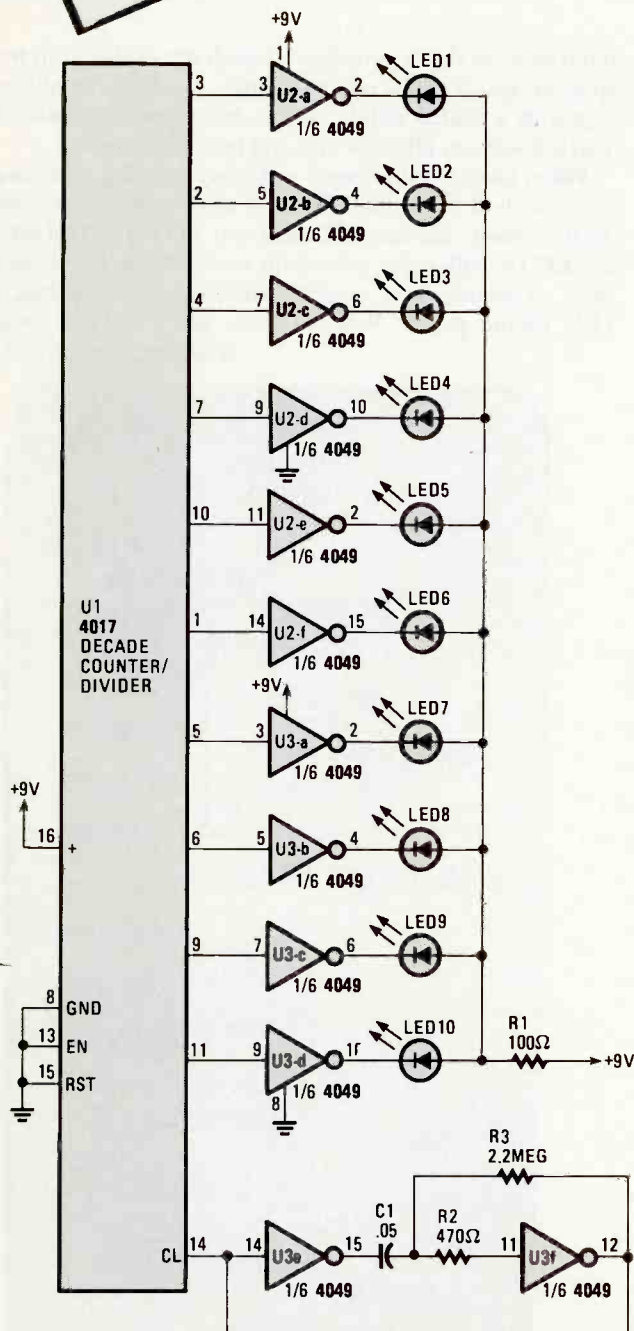 +9V
1
3 3 U2-a 2 LED1
1/6 4049
2 5 U2-b 4 LED2
1/6 4049
4 7 U2-c 6 LED3
1/6 4049
7 9 U2-d 10 LED4
1/6 4049
10 11 U2-e 2 LED5
1/6 4049
U1
4017
DECADE
COUNTER/
DIVIDER
1 14 U2-f 15 LED6
1/6 4049
+9V
5 3 U3-a 2 LED7
1/6 4049
+9V
16 +
6 5 U3-b 4 LED8
1/6 4049
9 7 U3-c 6 LED9
1/6 4049
8 GND
13 EN
15 RST
11 9 U3-d 1f LED10
8 1/6 4049
R1
100Ω
+9V
R3
2.2MEG
C1
.05
R2
470Ω
CL 14 14 U3e 15 11 U3f 12
1/6 4049 1/6 4049